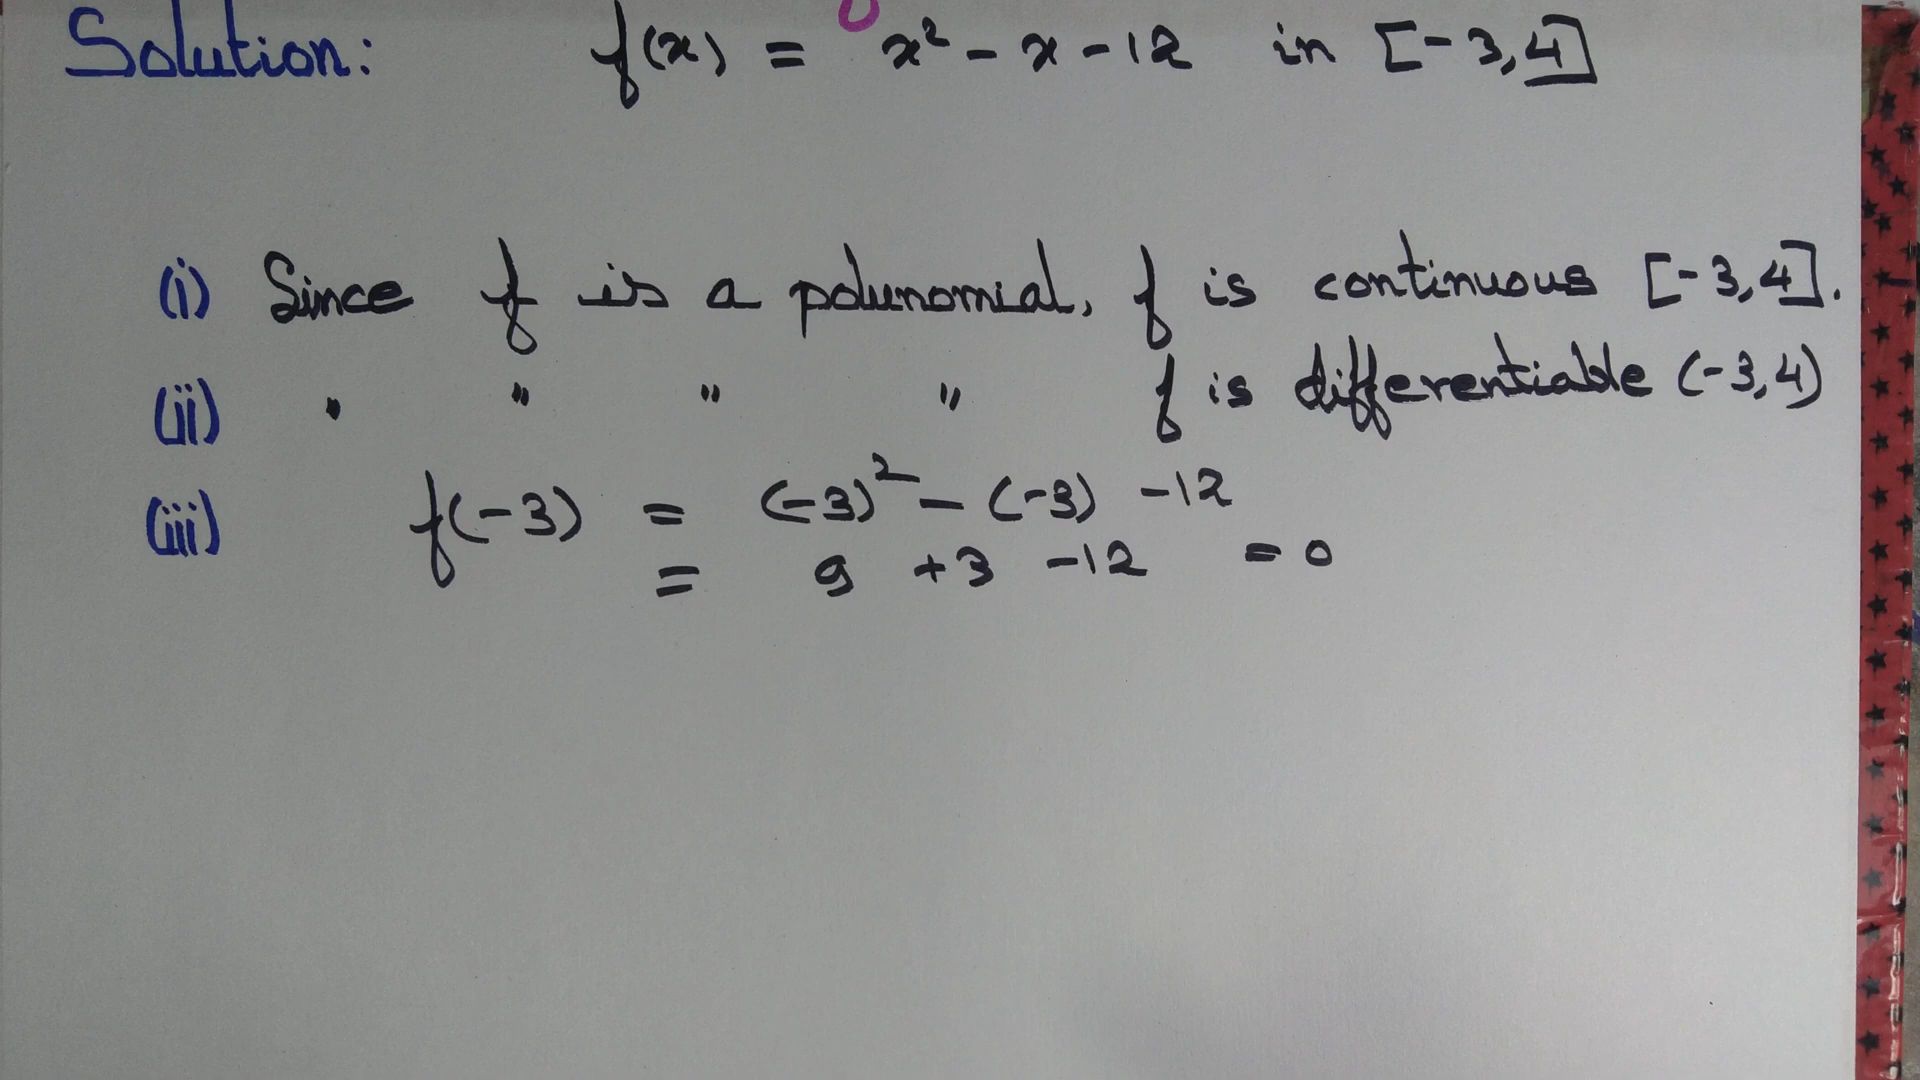 Solution: f(x) = x² - x - 12 in [-3,4]
(i) Since f is a polunomial, f is continuous [-3,4].
(ii) " " " " f is differentiable (-3,4)
(iii) f(-3) = (-3)² - (-3) -12
= 9 +3 -12 = 0